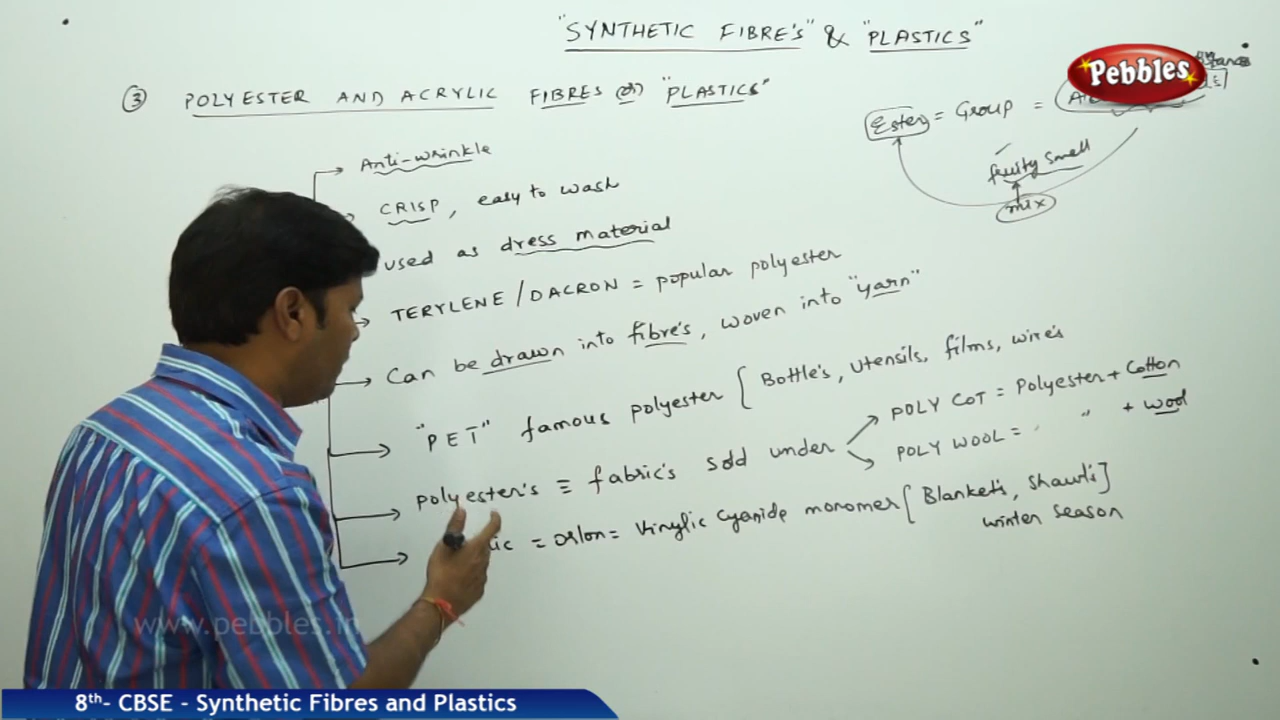 "SYNTHETIC FIBRE's" & "PLASTICS"
Pebbles
③ POLYESTER AND ACRYLIC FIBRES (or) "PLASTICS"
Ester = Group =
fruity smell
mix
Anti-wrinkle
CRISP, easy to wash
used as dress material
TERYLENE/DACRON = popular polyester
Can be drawn into fibre's, woven into "yarn"
"PET" famous polyester [Bottle's, utensils, films, wire's
polyester's ≡ fabric's sold under
POLY COT = Polyester + Cotton
POLY WOOL = " " + wool
= orlon = vinylic cyanide monomer [Blanket's, shawl's]
winter season
www.pebbles.in
8th- CBSE - Synthetic Fibres and Plastics